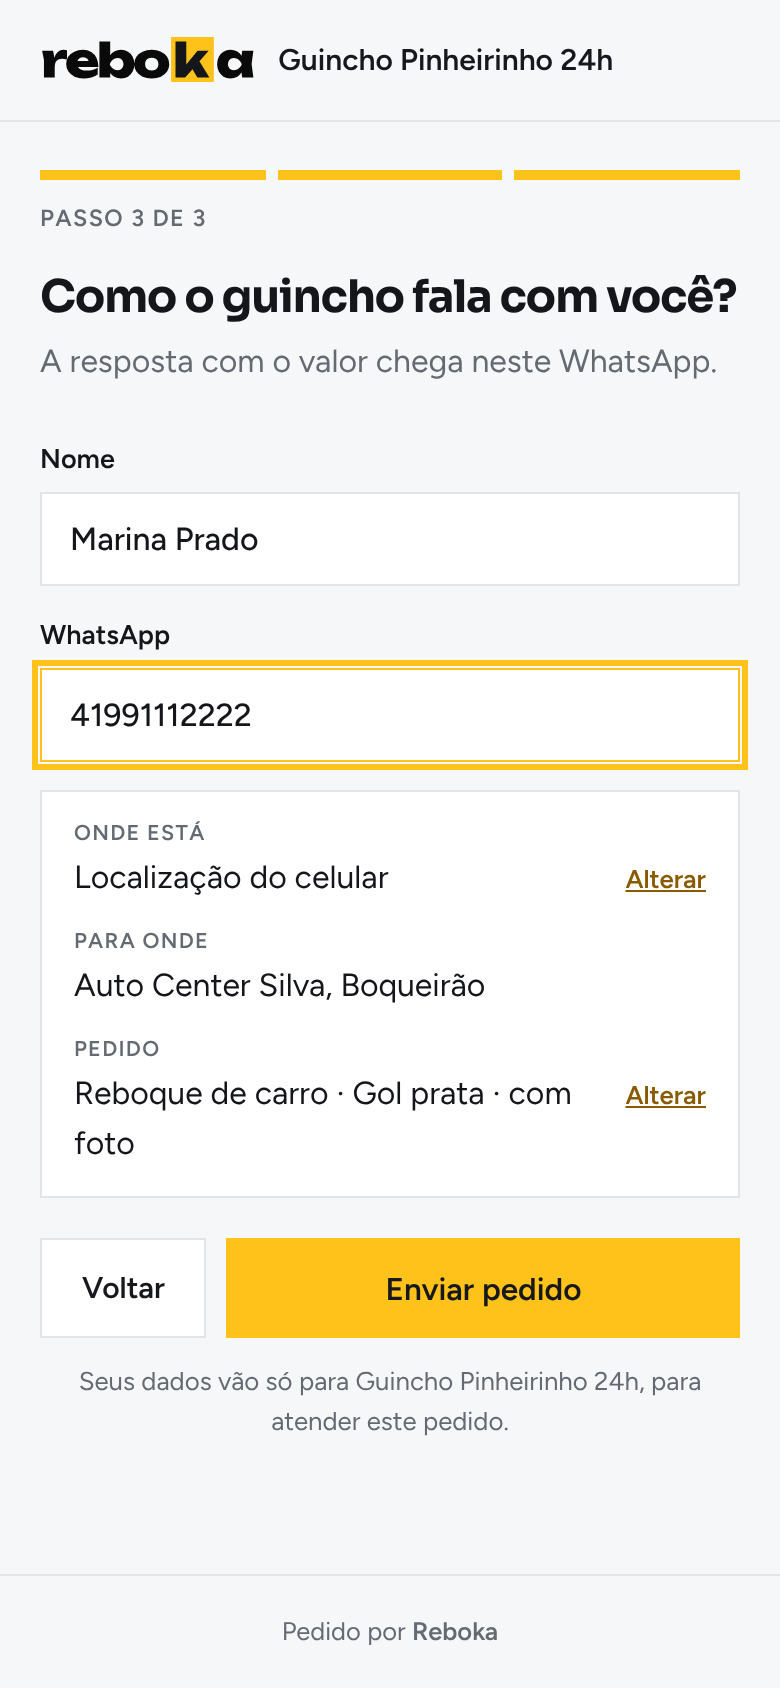 reboka Guincho Pinheirinho 24h
PASSO 3 DE 3
Como o guincho fala com você?
A resposta com o valor chega neste WhatsApp.
Nome
Marina Prado
WhatsApp
41991112222
ONDE ESTÁ
Localização do celular Alterar
PARA ONDE
Auto Center Silva, Boqueirão
PEDIDO
Reboque de carro · Gol prata · com Alterar
foto
Voltar Enviar pedido
Seus dados vão só para Guincho Pinheirinho 24h, para
atender este pedido.
Pedido por Reboka